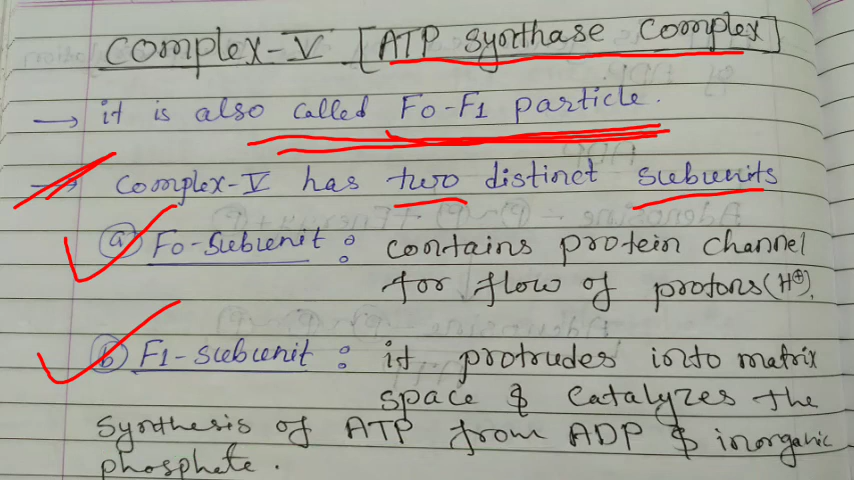 Complex-V [ATP synthase Complex]
→ it is also called F0-F1 particle.
→ Complex-V has two distinct subunits
(a) F0-Subunit : contains protein channel
for flow of protons (H⊕).
(b) F1-subunit : it protrudes into matrix
space & catalyzes the
synthesis of ATP from ADP & inorganic
phosphate.